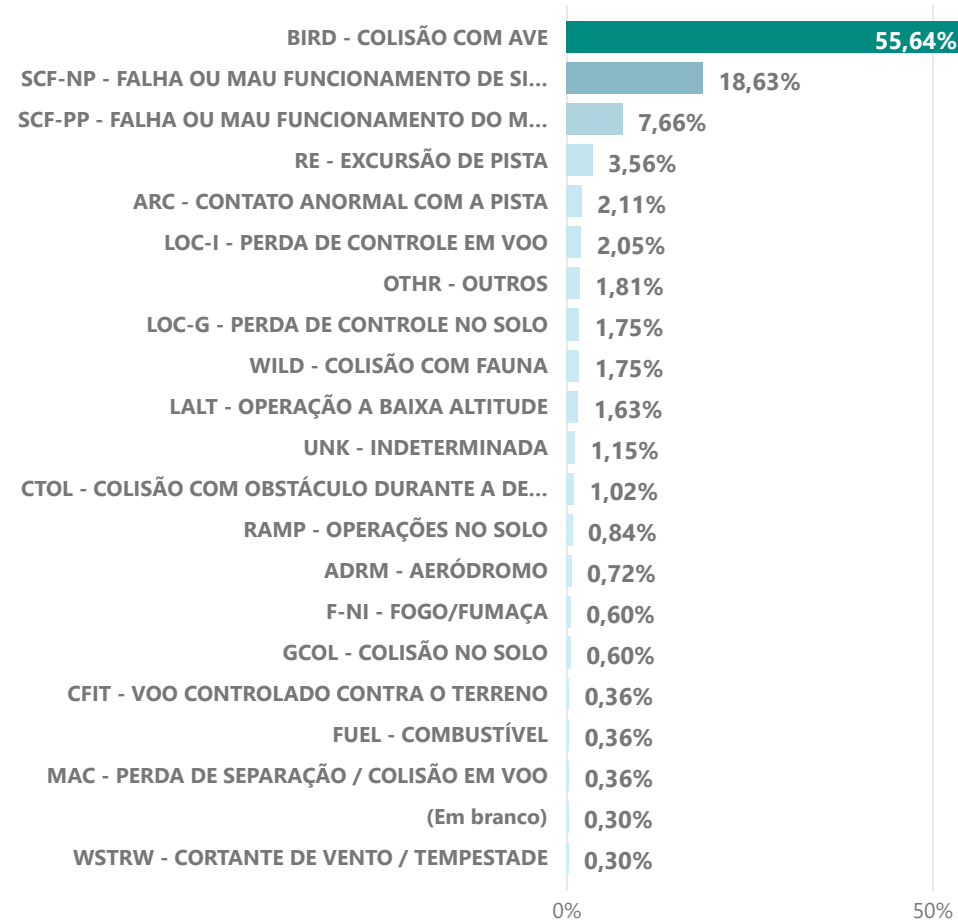 BIRD - COLISÃO COM AVE 55,64%
SCF-NP - FALHA OU MAU FUNCIONAMENTO DE SI... 18,63%
SCF-PP - FALHA OU MAU FUNCIONAMENTO DO M... 7,66%
RE - EXCURSÃO DE PISTA 3,56%
ARC - CONTATO ANORMAL COM A PISTA 2,11%
LOC-I - PERDA DE CONTROLE EM VOO 2,05%
OTHR - OUTROS 1,81%
LOC-G - PERDA DE CONTROLE NO SOLO 1,75%
WILD - COLISÃO COM FAUNA 1,75%
LALT - OPERAÇÃO A BAIXA ALTITUDE 1,63%
UNK - INDETERMINADA 1,15%
CTOL - COLISÃO COM OBSTÁCULO DURANTE A DE... 1,02%
RAMP - OPERAÇÕES NO SOLO 0,84%
ADRM - AERÓDROMO 0,72%
F-NI - FOGO/FUMAÇA 0,60%
GCOL - COLISÃO NO SOLO 0,60%
CFIT - VOO CONTROLADO CONTRA O TERRENO 0,36%
FUEL - COMBUSTÍVEL 0,36%
MAC - PERDA DE SEPARAÇÃO / COLISÃO EM VOO 0,36%
(Em branco) 0,30%
WSTRW - CORTANTE DE VENTO / TEMPESTADE 0,30%
0% 50%